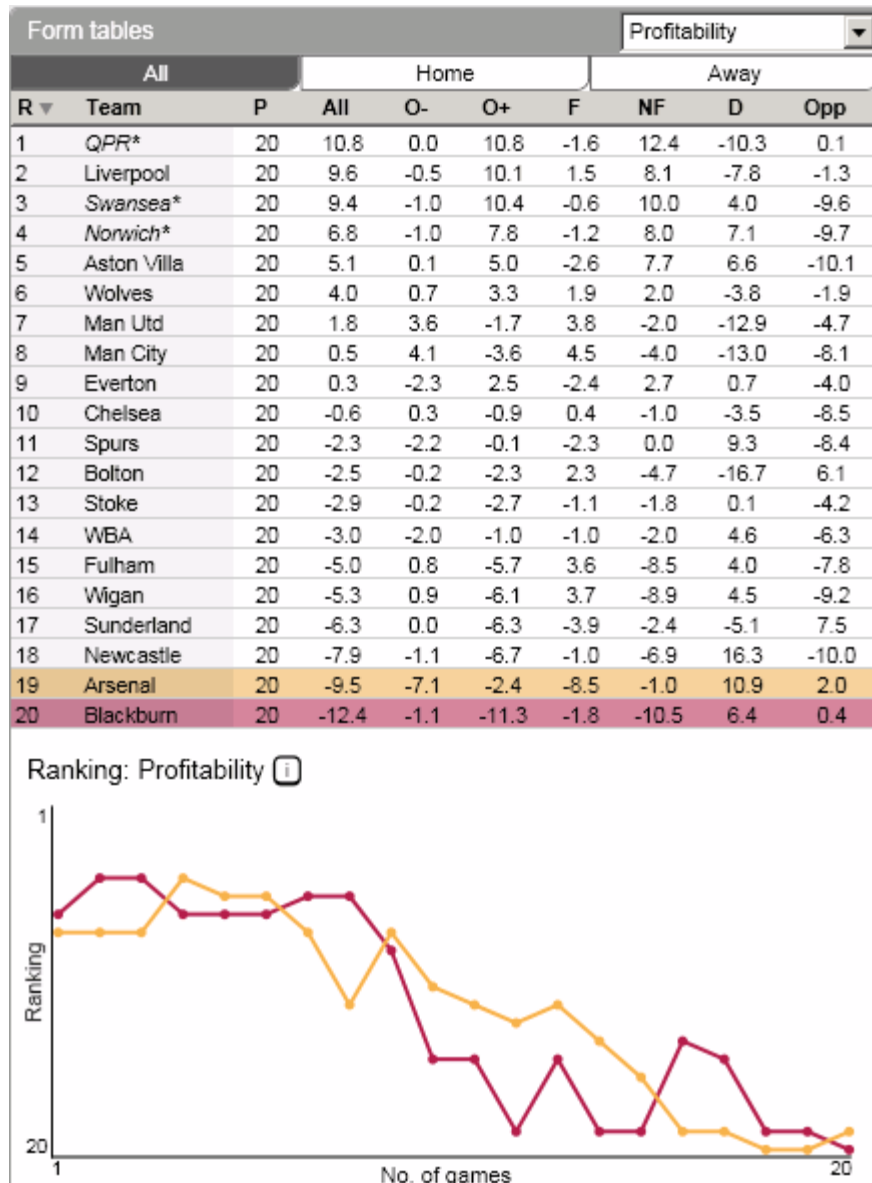 Form tables Profitability
All Home Away
R Team P All O- O+ F NF D Opp
1 QPR* 20 10.8 0.0 10.8 -1.6 12.4 -10.3 0.1
2 Liverpool 20 9.6 -0.5 10.1 1.5 8.1 -7.8 -1.3
3 Swansea* 20 9.4 -1.0 10.4 -0.6 10.0 4.0 -9.6
4 Norwich* 20 6.8 -1.0 7.8 -1.2 8.0 7.1 -9.7
5 Aston Villa 20 5.1 0.1 5.0 -2.6 7.7 6.6 -10.1
6 Wolves 20 4.0 0.7 3.3 1.9 2.0 -3.8 -1.9
7 Man Utd 20 1.8 3.6 -1.7 3.8 -2.0 -12.9 -4.7
8 Man City 20 0.5 4.1 -3.6 4.5 -4.0 -13.0 -8.1
9 Everton 20 0.3 -2.3 2.5 -2.4 2.7 0.7 -4.0
10 Chelsea 20 -0.6 0.3 -0.9 0.4 -1.0 -3.5 -8.5
11 Spurs 20 -2.3 -2.2 -0.1 -2.3 0.0 9.3 -8.4
12 Bolton 20 -2.5 -0.2 -2.3 2.3 -4.7 -16.7 6.1
13 Stoke 20 -2.9 -0.2 -2.7 -1.1 -1.8 0.1 -4.2
14 WBA 20 -3.0 -2.0 -1.0 -1.0 -2.0 4.6 -6.3
15 Fulham 20 -5.0 0.8 -5.7 3.6 -8.5 4.0 -7.8
16 Wigan 20 -5.3 0.9 -6.1 3.7 -8.9 4.5 -9.2
17 Sunderland 20 -6.3 0.0 -6.3 -3.9 -2.4 -5.1 7.5
18 Newcastle 20 -7.9 -1.1 -6.7 -1.0 -6.9 16.3 -10.0
19 Arsenal 20 -9.5 -7.1 -2.4 -8.5 -1.0 10.9 2.0
20 Blackburn 20 -12.4 -1.1 -11.3 -1.8 -10.5 6.4 0.4
Ranking: Profitability i
1
Ranking
20
1 No. of games 20